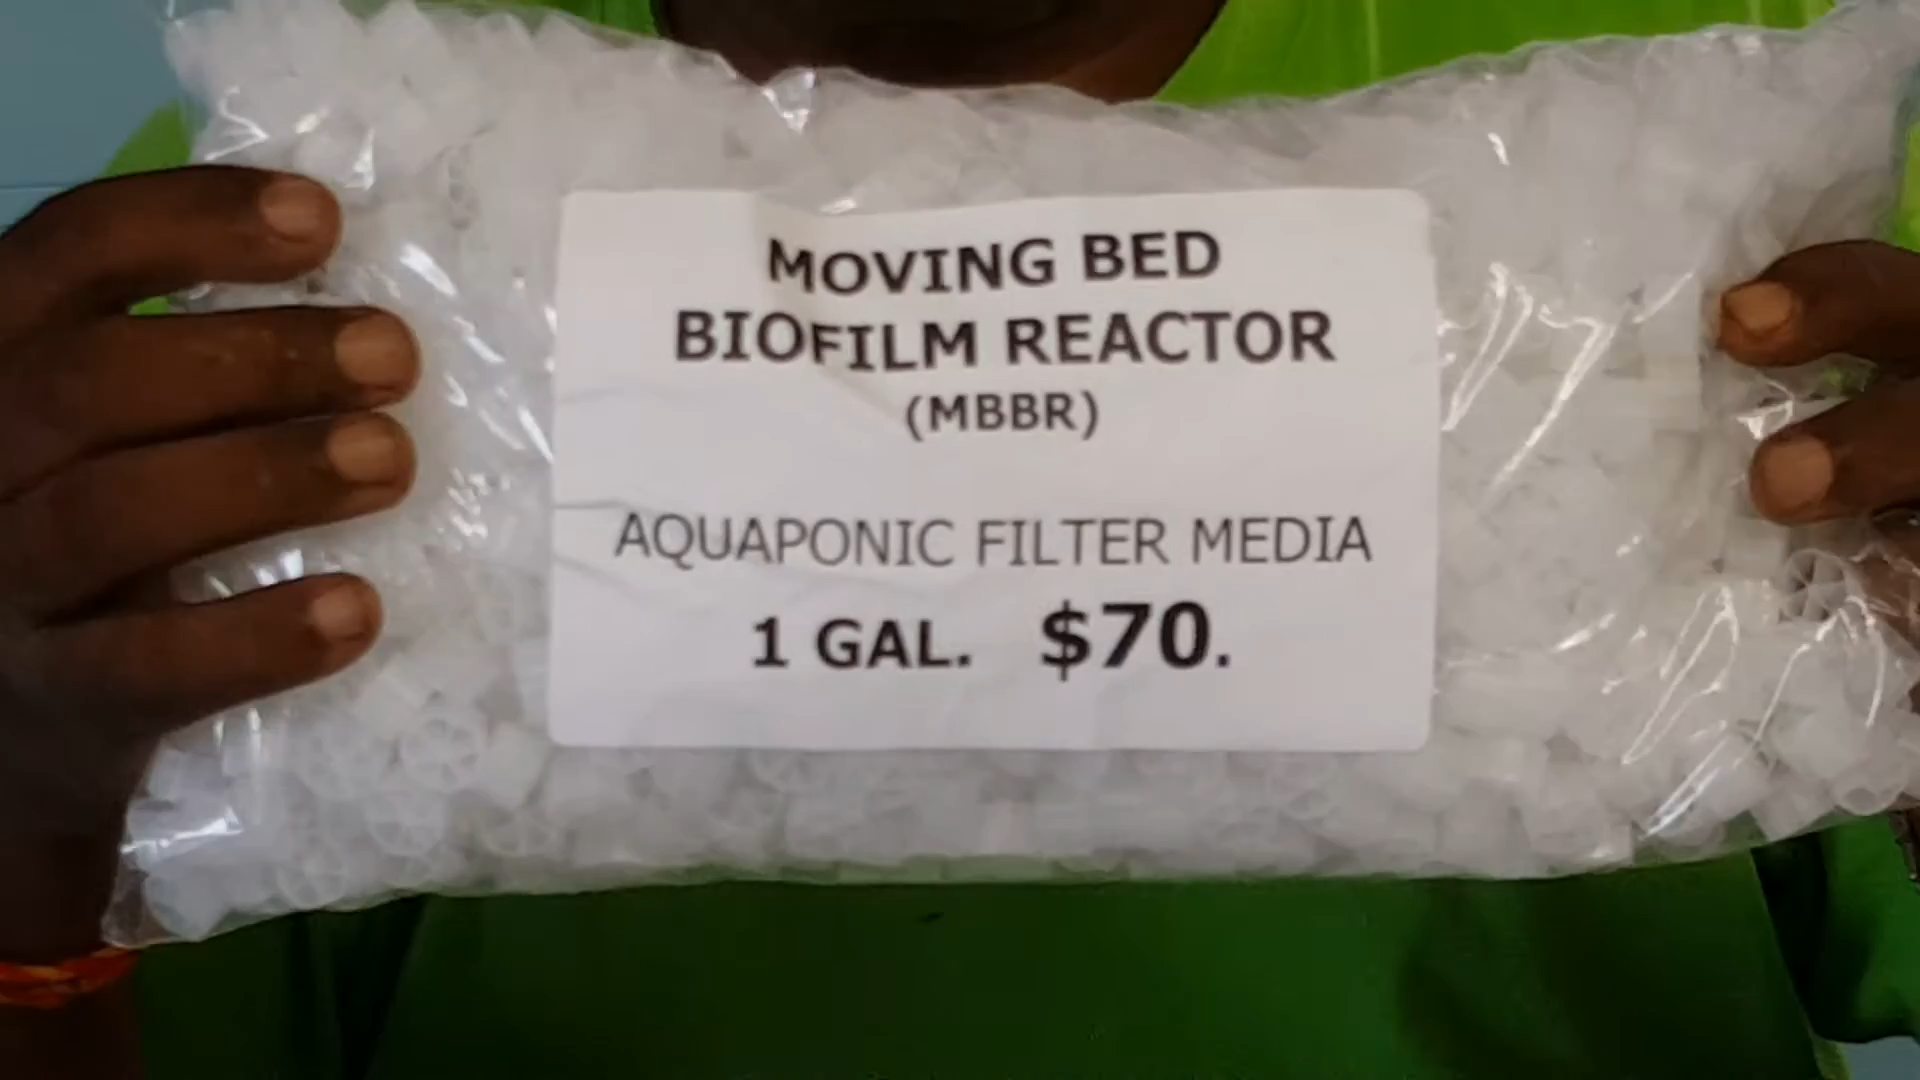 MOVING BED
BIOFILM REACTOR
(MBBR)
AQUAPONIC FILTER MEDIA
1 GAL. $70.